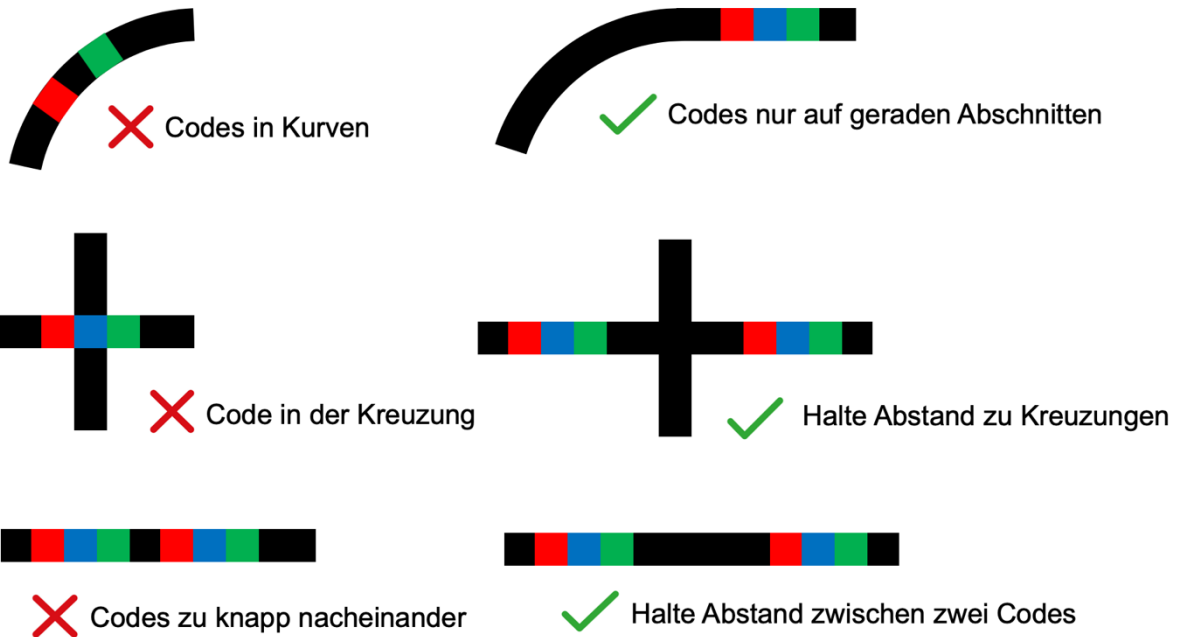 Codes in Kurven
Codes nur auf geraden Abschnitten
Code in der Kreuzung
Halte Abstand zu Kreuzungen
Codes zu knapp nacheinander
Halte Abstand zwischen zwei Codes